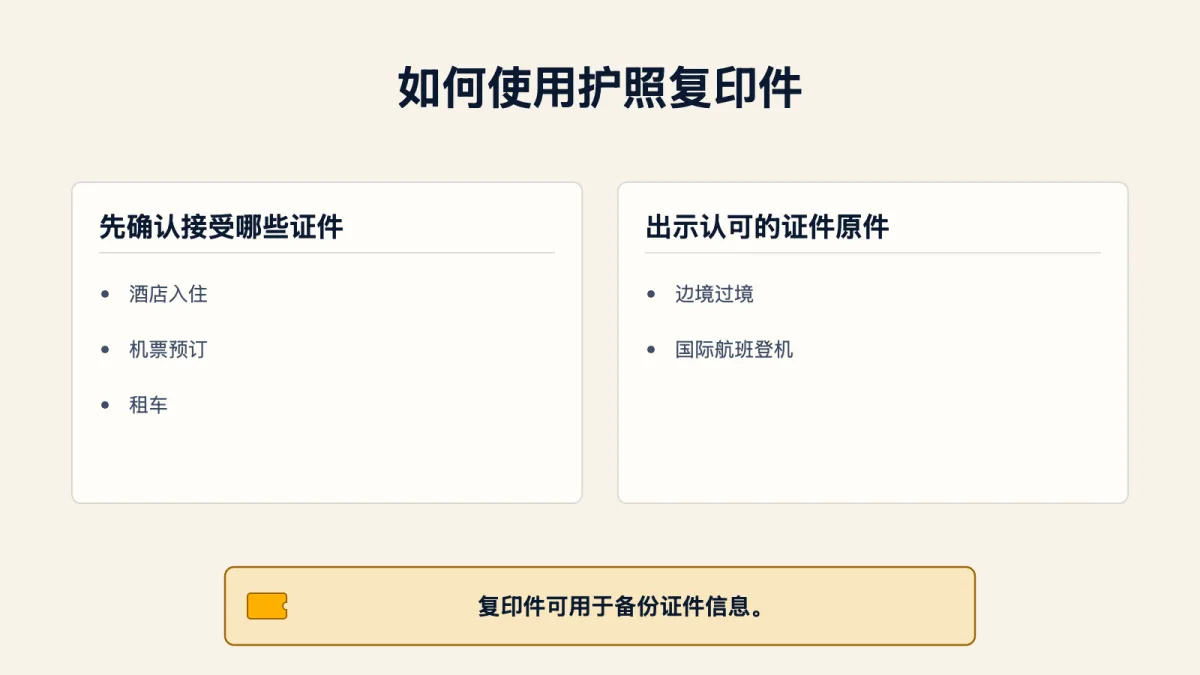 如何使用护照复印件
先确认接受哪些证件
酒店入住
机票预订
租车
出示认可的证件原件
边境过境
国际航班登机
复印件可用于备份证件信息。